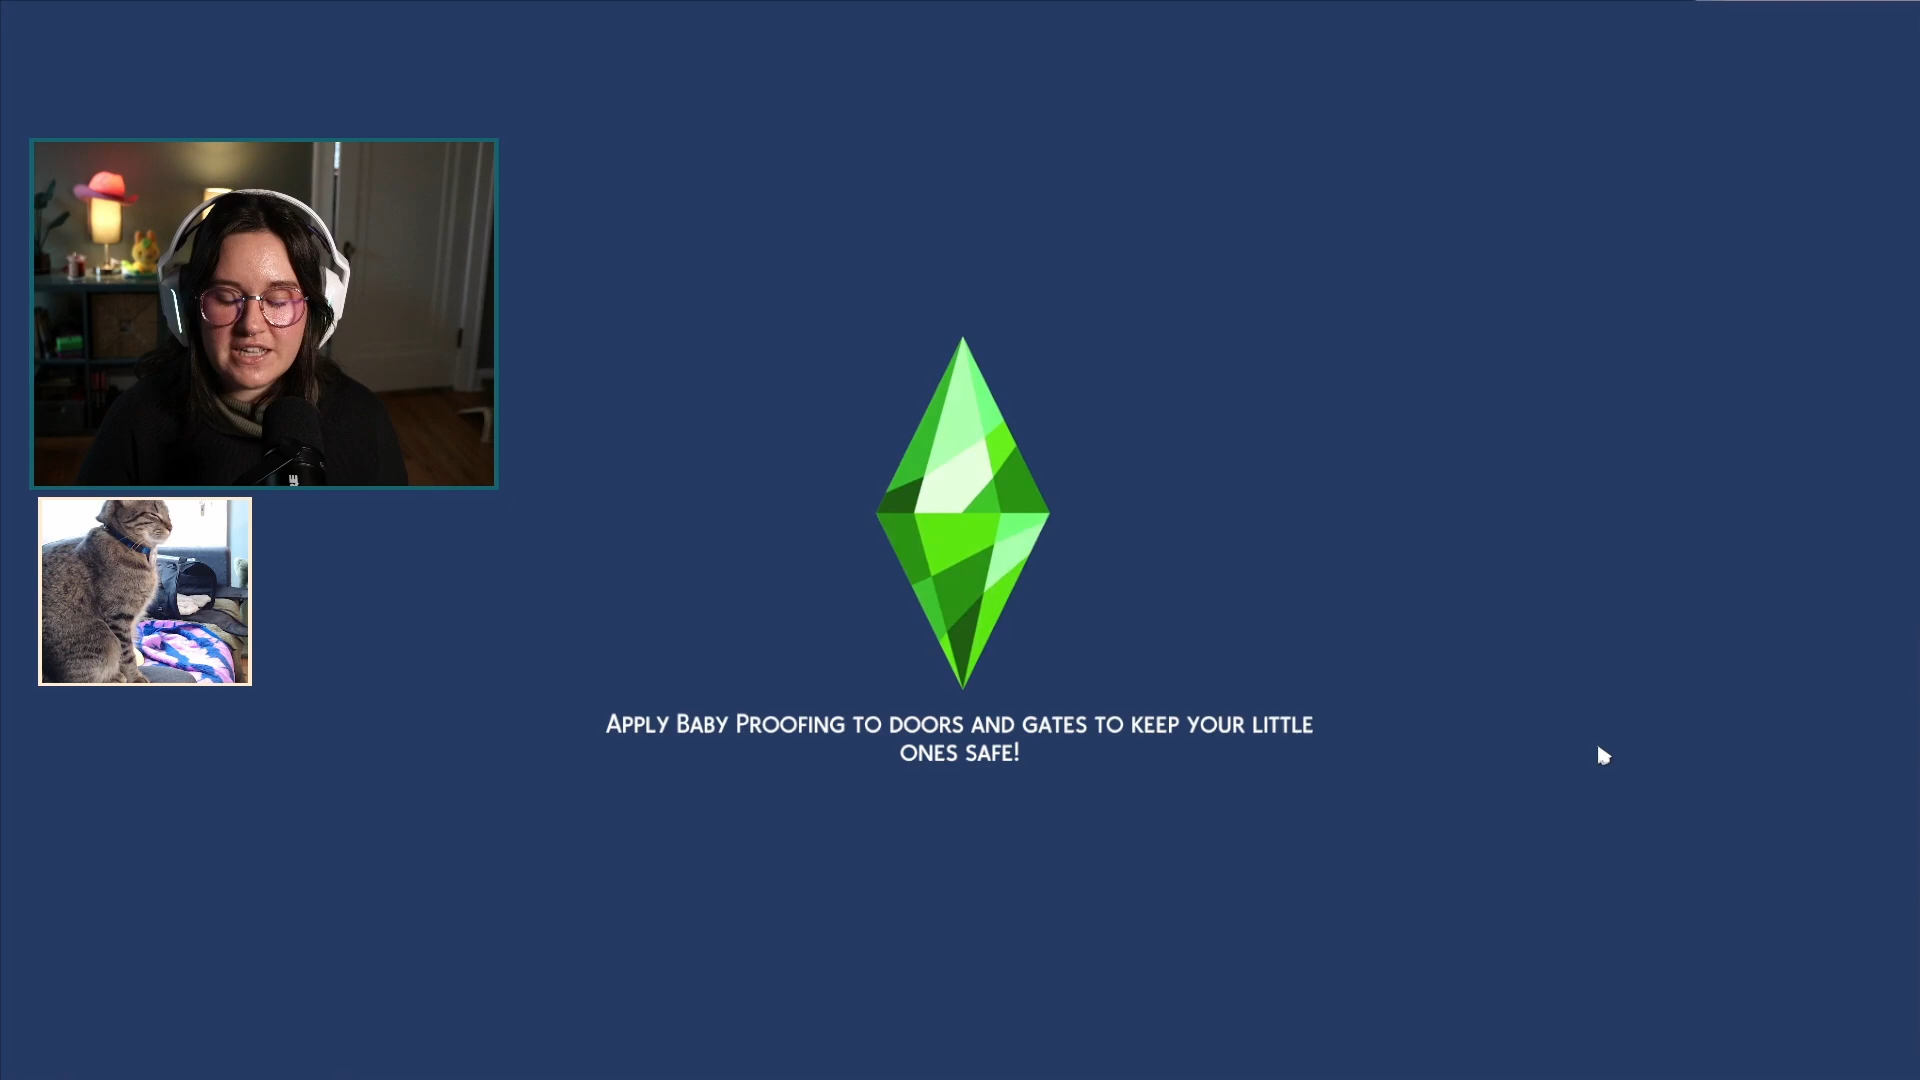 Apply Baby Proofing to doors and gates to keep your little
ones safe!